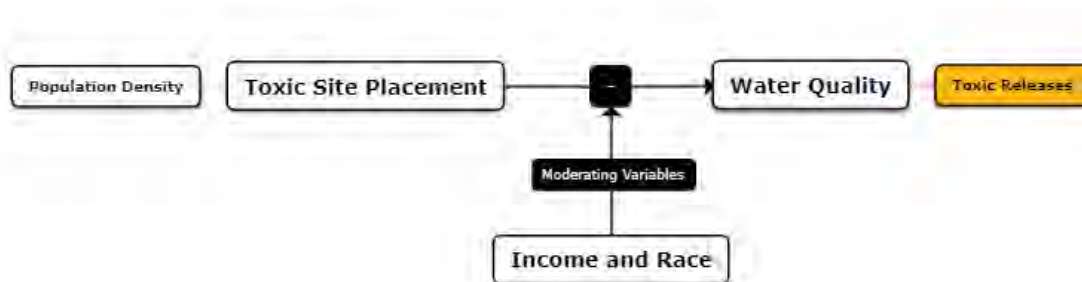 Population Density
Toxic Site Placement
-
Water Quality
Toxic Releases
Moderating Variables
Income and Race